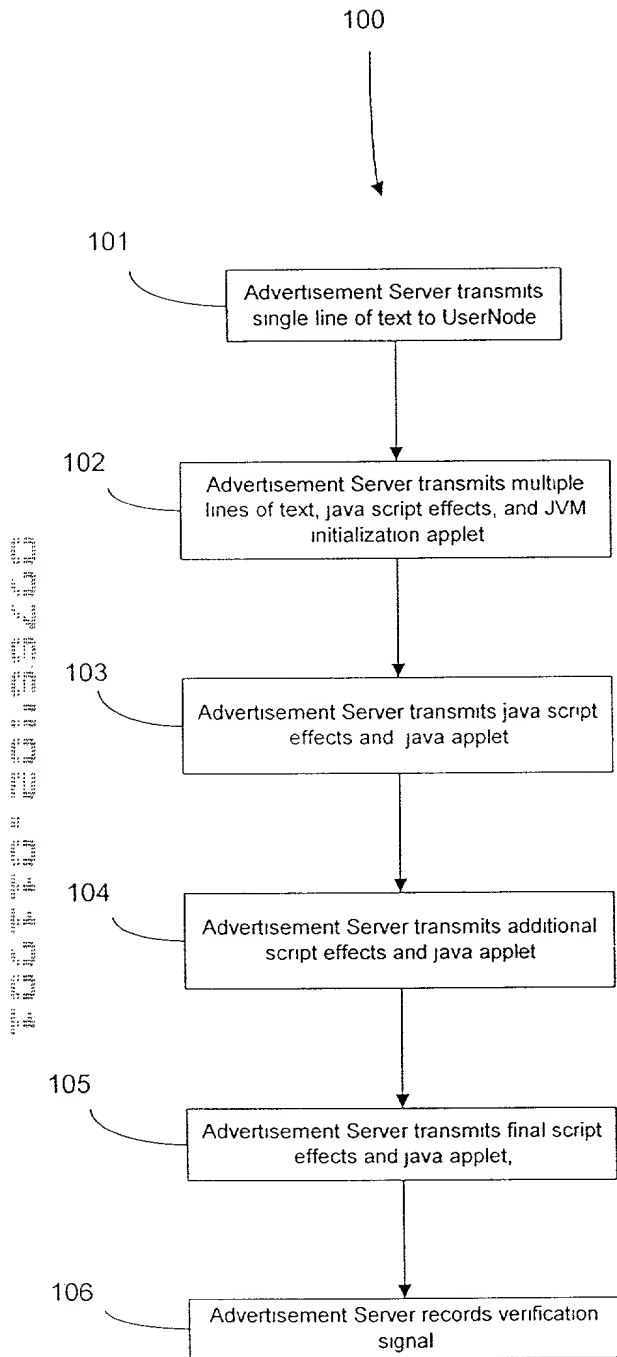 100
101
Advertisement Server transmits
single line of text to UserNode
102
Advertisement Server transmits multiple
lines of text, java script effects, and JVM
initialization applet
103
Advertisement Server transmits java script
effects and java applet
104
Advertisement Server transmits additional
script effects and java applet
105
Advertisement Server transmits final script
effects and java applet,
106
Advertisement Server records verification
signal